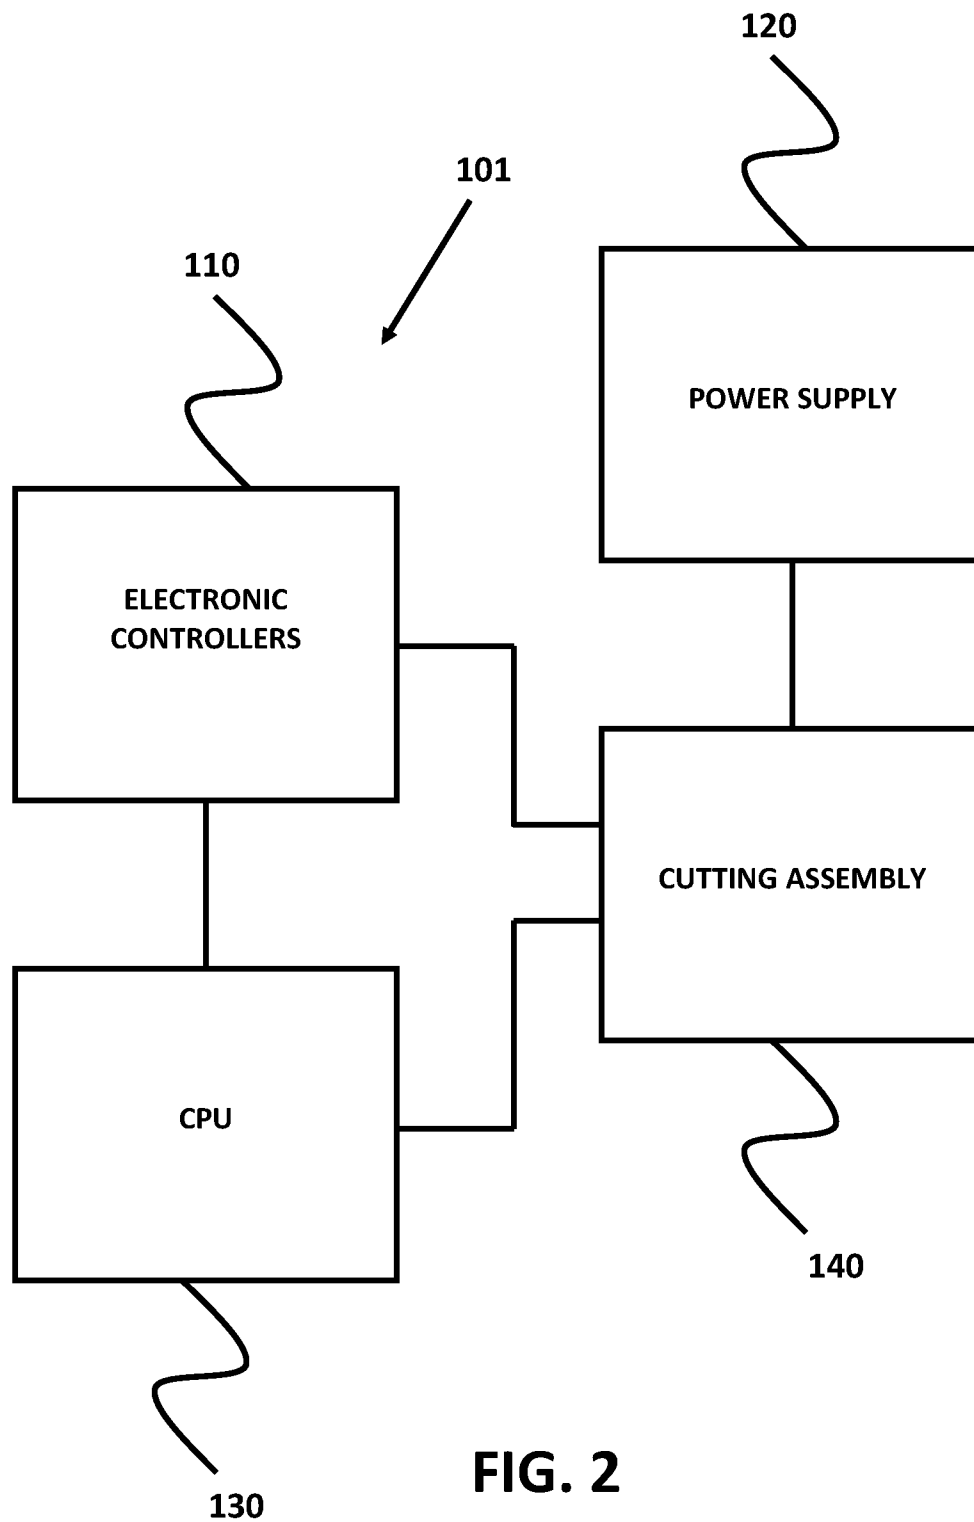 120
101
110
POWER SUPPLY
ELECTRONIC
CONTROLLERS
CUTTING ASSEMBLY
CPU
140
FIG. 2
130